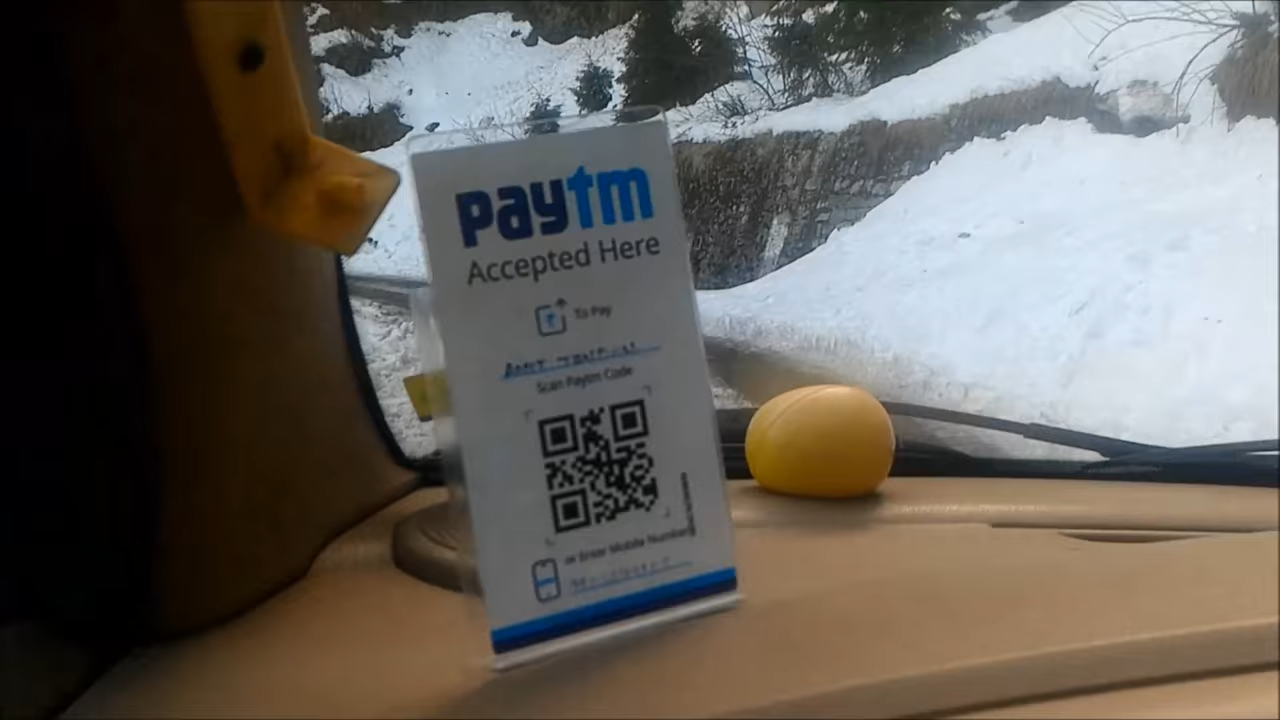 paytm
Accepted Here
To Pay
Scan Paytm Code
or Enter Mobile Number